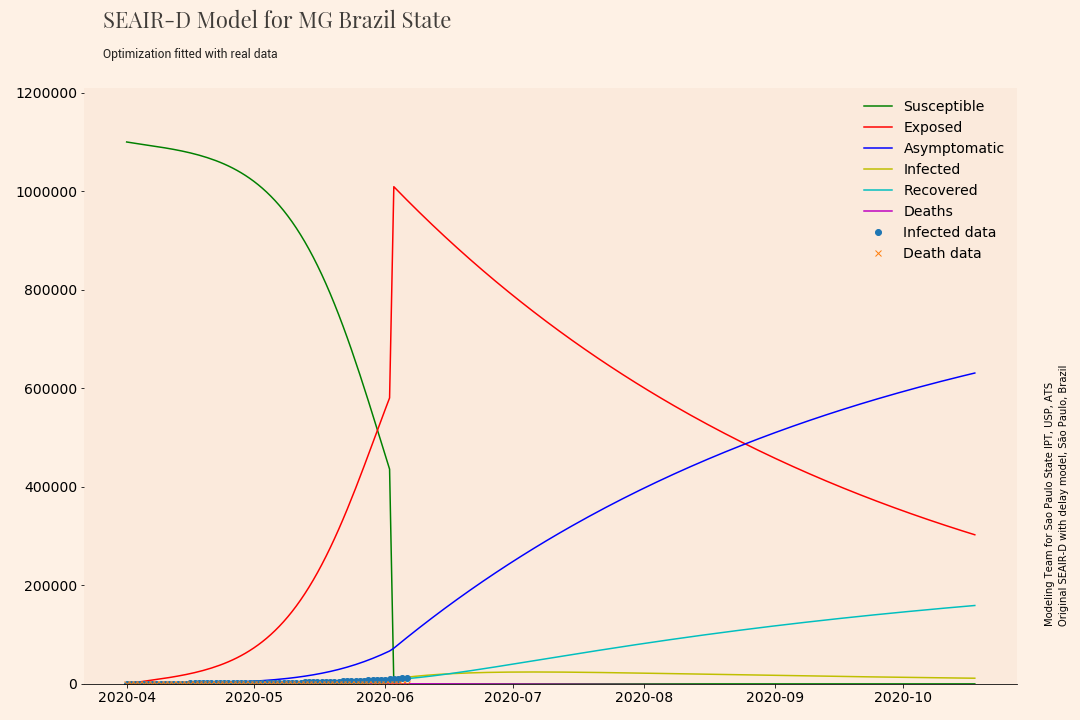 SEAIR-D Model for MG Brazil State
Optimization fitted with real data
1200000
1000000
800000
600000
400000
200000
0
2020-04
2020-05
2020-06
2020-07
2020-08
2020-09
2020-10
Susceptible
Exposed
Asymptomatic
Infected
Recovered
Deaths
Infected data
Death data
Modeling Team for Sao Paulo State IPT, USP, ATS
Original SEAIR-D with delay model, São Paulo, Brazil